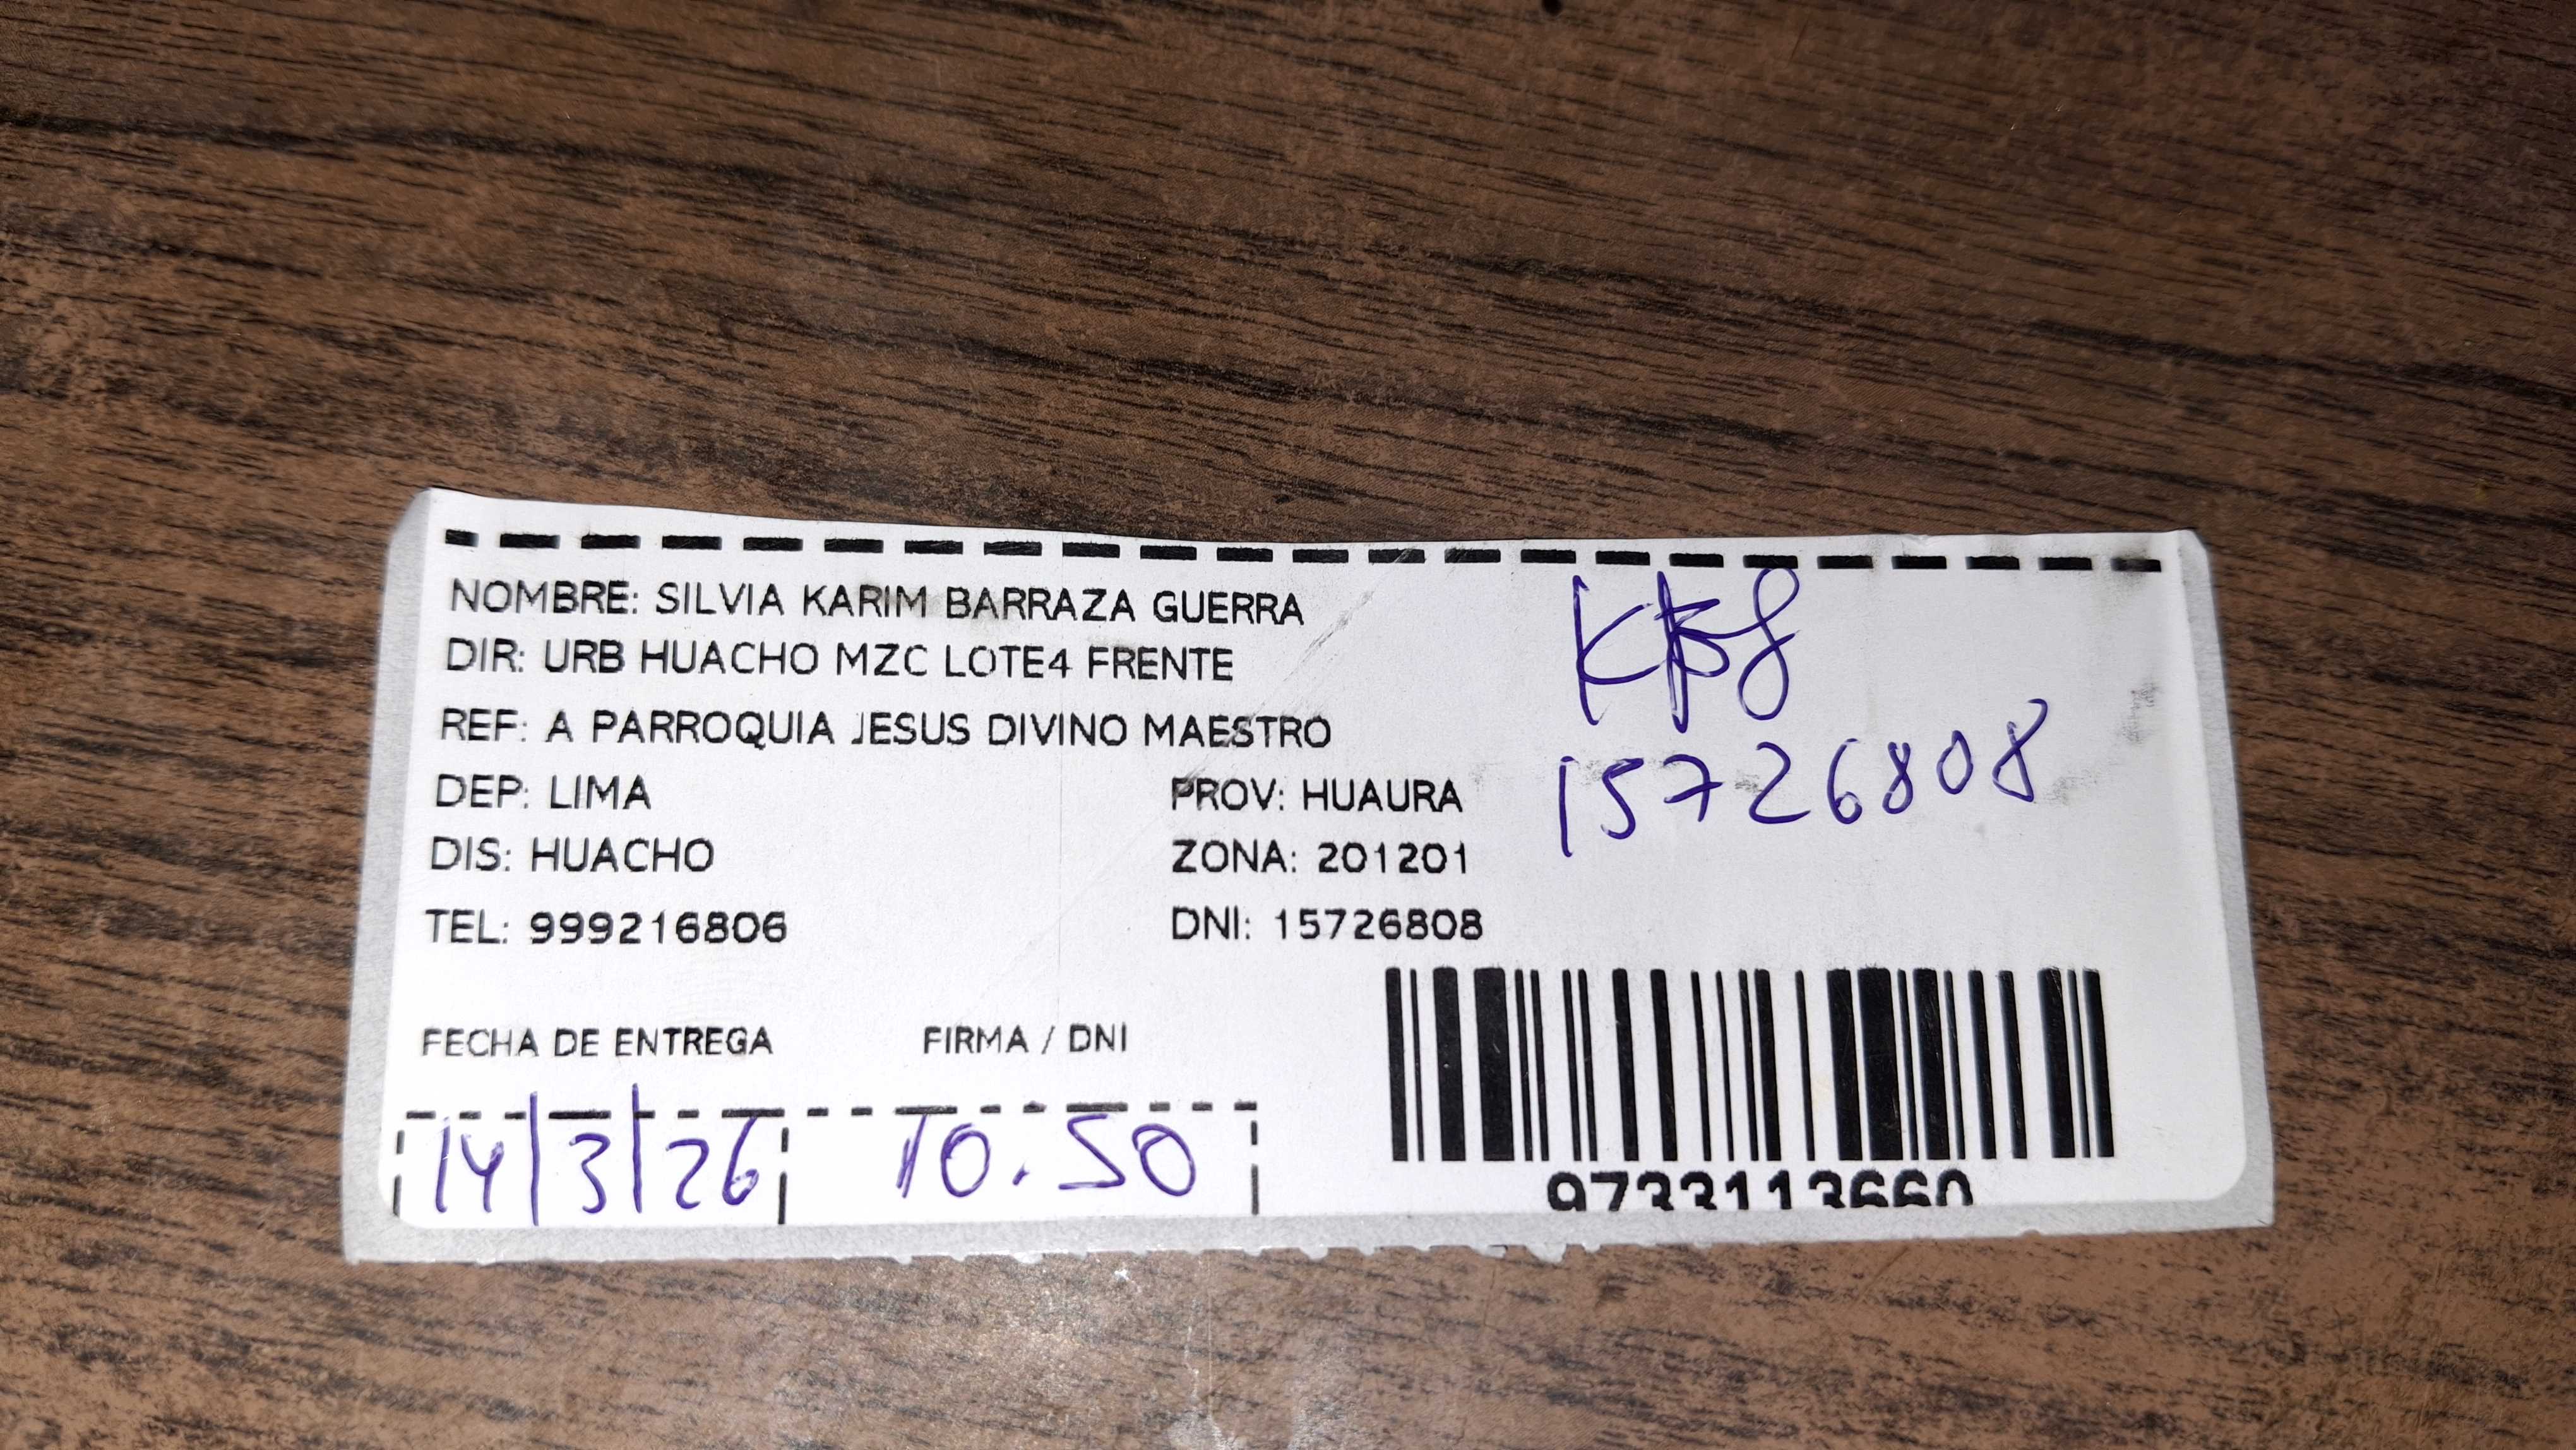 NOMBRE: SILVIA KARIM BARRAZA GUERRA
DIR: URB HUACHO MZC LOTE4 FRENTE
REF: A PARROQUIA JESUS DIVINO MAESTRO
DEP: LIMA PROV: HUAURA
15726808
DIS: HUACHO ZONA: 201201
TEL: 999216806 DNI: 15726808
FECHA DE ENTREGA FIRMA / DNI
14/3/26 10.50
9733113660